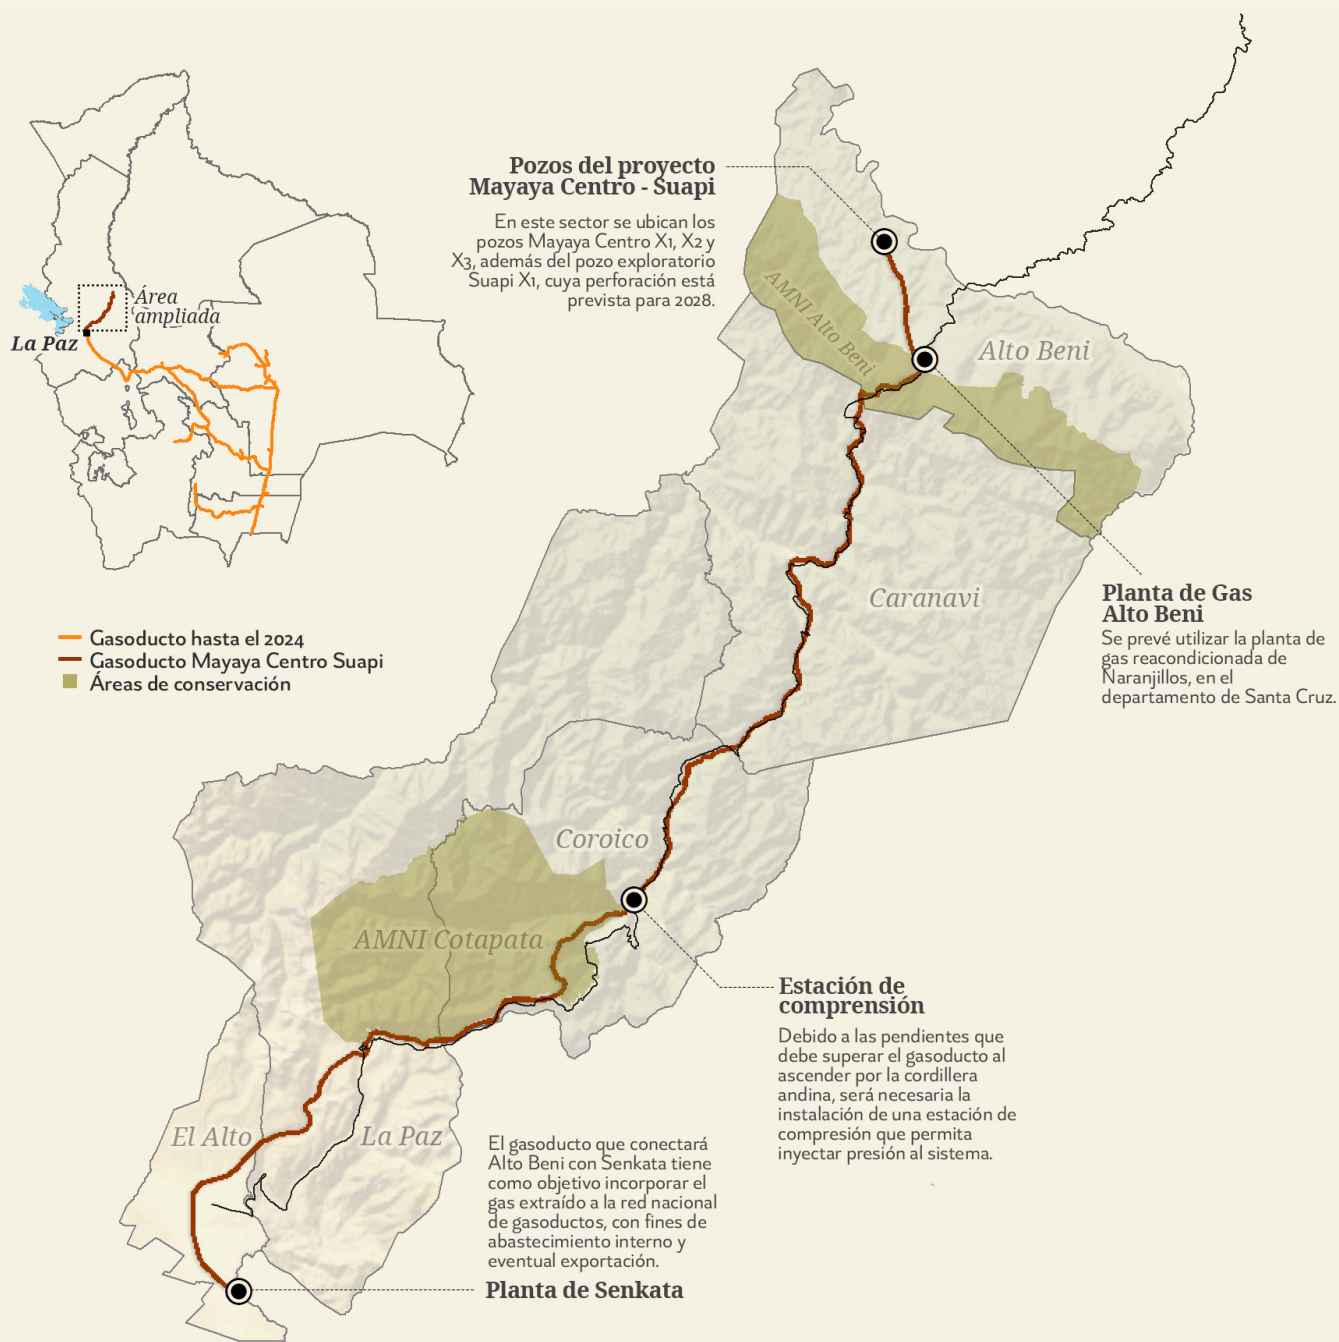 Pozos del proyecto
Mayaya Centro - Suapi
En este sector se ubican los
pozos Mayaya Centro X1, X2 y
X3, además del pozo exploratorio
Suapi X1, cuya perforación está
prevista para 2028.
Área
ampliada
La Paz
AMNI Alto Beni
Alto Beni
Planta de Gas
Alto Beni
Se prevé utilizar la planta de
gas reacondicionada de
Naranjillos, en el
departamento de Santa Cruz.
Caranavi
Gasoducto hasta el 2024
Gasoducto Mayaya Centro Suapi
Áreas de conservación
Coroico
AMNI Cotapata
Estación de
comprensión
Debido a las pendientes que
debe superar el gasoducto al
ascender por la cordillera
andina, será necesaria la
instalación de una estación de
compresión que permita
inyectar presión al sistema.
El Alto
La Paz
El gasoducto que conectará
Alto Beni con Senkata tiene
como objetivo incorporar el
gas extraído a la red nacional
de gasoductos, con fines de
abastecimiento interno y
eventual exportación.
Planta de Senkata